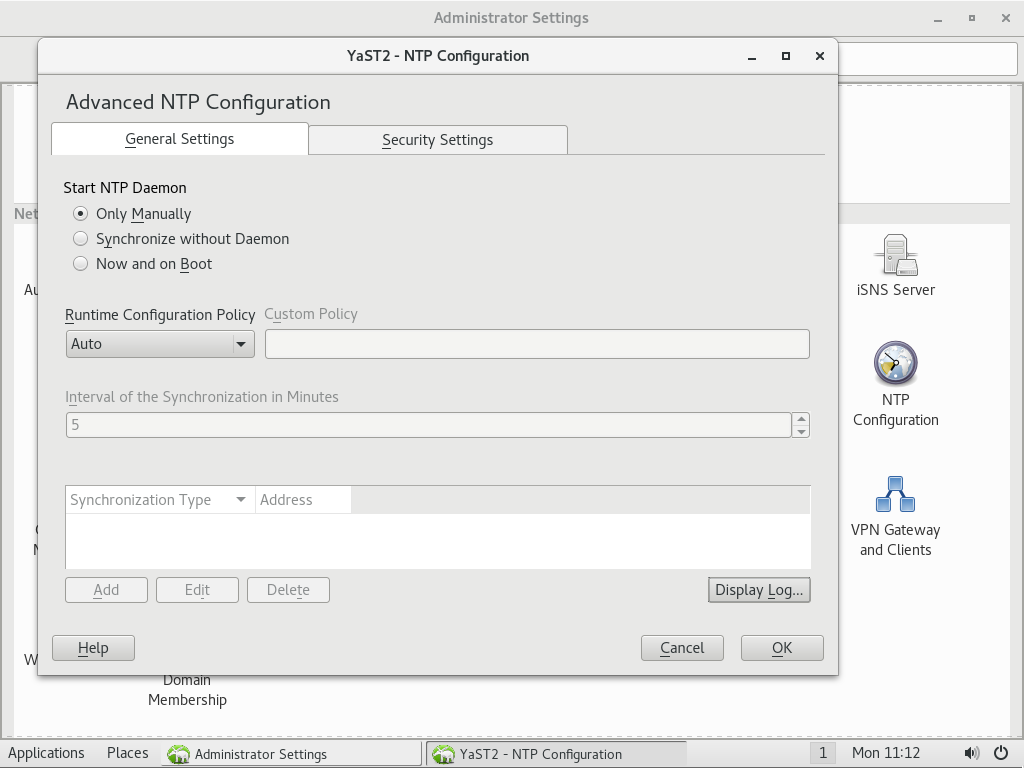 Administrator Settings
YaST2 - NTP Configuration
Advanced NTP Configuration
General Settings
Security Settings
Start NTP Daemon
Only Manually
Synchronize without Daemon
Now and on Boot
Runtime Configuration Policy
Custom Policy
Auto
Interval of the Synchronization in Minutes
5
Synchronization Type
Address
Add
Edit
Delete
Display Log...
Help
Cancel
OK
Net
Au
iSNS Server
NTP
Configuration
VPN Gateway
and Clients
W
Domain
Membership
Applications
Places
Administrator Settings
YaST2 - NTP Configuration
1
Mon 11:12